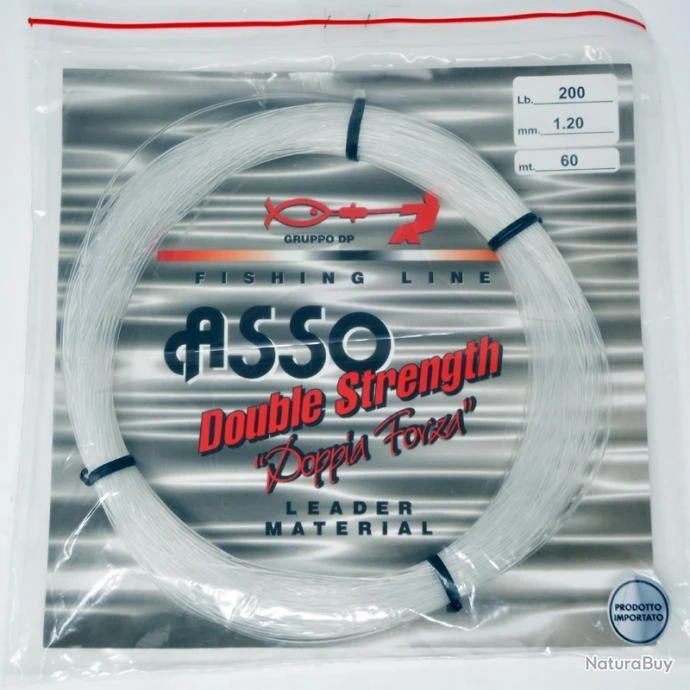 Lb. 200
mm. 1.20
mt. 60
GRUPPO DP
FISHING LINE
ASSO
Double Strength
"Doppia Forza"
LEADER
MATERIAL
PRODOTTO
IMPORTATO
NaturaBuy